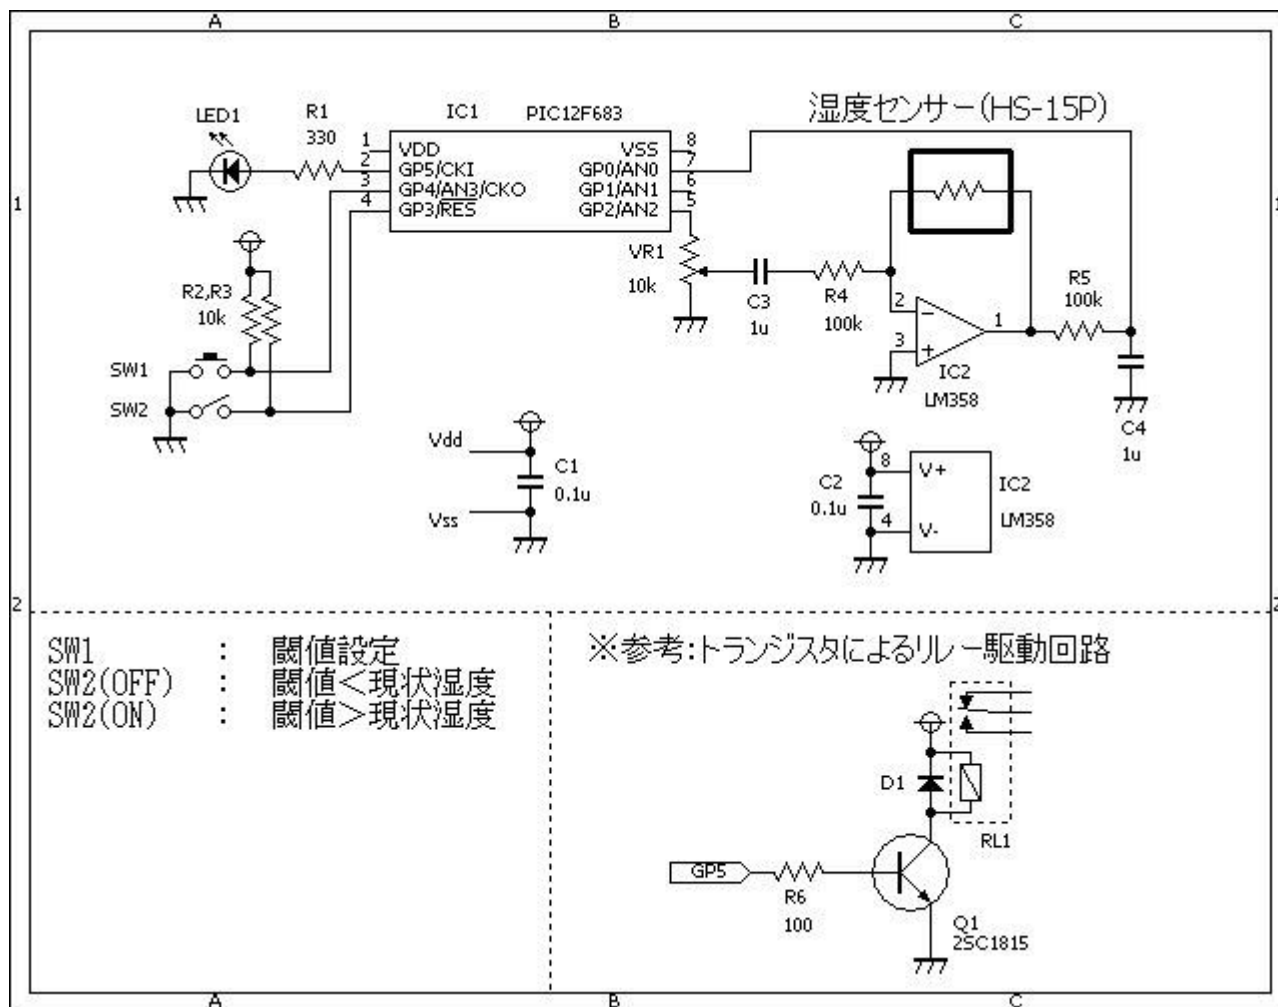 A B C
湿度センサー(HS-15P)
LED1 R1 IC1 PIC12F683
330
1 VDD VSS 8
2 GP5/CKI GP0/AN0 7
3 GP4/AN3/CKO GP1/AN1 6
4 GP3/RES GP2/AN2 5
1 1
VR1
10k
R2,R3
10k
C3
1u
R4
100k
R5
100k
2 −
3 +
1
IC2
LM358
SW1
SW2
C4
1u
Vdd
C1
0.1u
Vss
C2
0.1u
8 V+
4 V-
IC2
LM358
2 2
SW1 : 閾値設定
SW2(OFF) : 閾値<現状湿度
SW2(ON) : 閾値>現状湿度
※参考:トランジスタによるリレー駆動回路
D1
RL1
GP5
R6
100
Q1
2SC1815
A B C